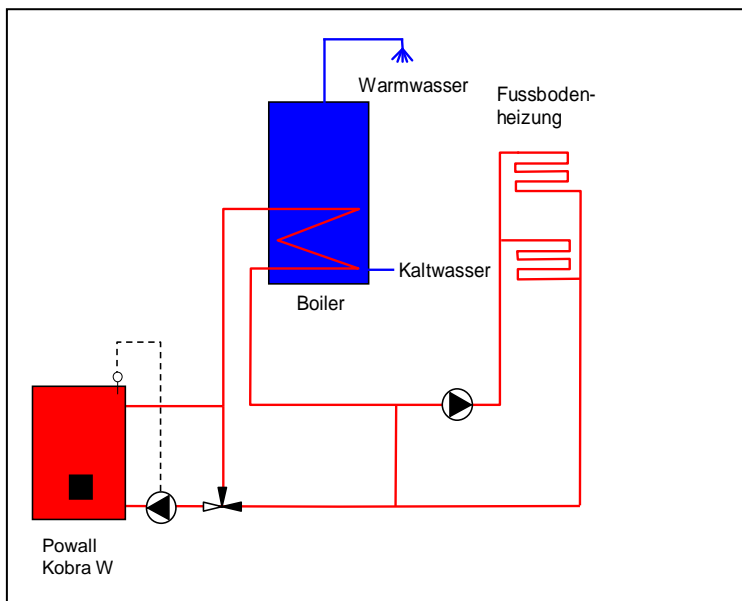 Warmwasser
Fussboden-
heizung
Kaltwasser
Boiler
Powall
Kobra W